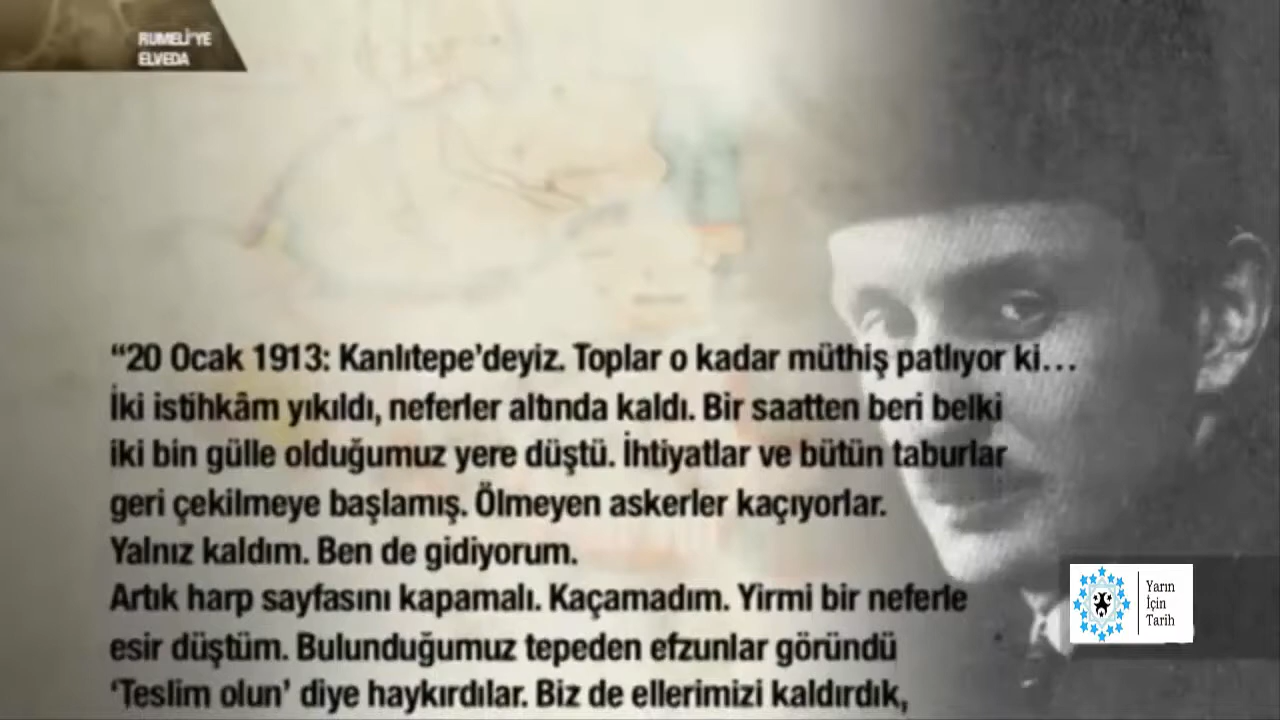 RUMELİ'YE
ELVEDA
“20 Ocak 1913: Kanlıtepe’deyiz. Toplar o kadar müthiş patlıyor ki…
İki istihkâm yıkıldı, neferler altında kaldı. Bir saatten beri belki
iki bin gülle olduğumuz yere düştü. İhtiyatlar ve bütün taburlar
geri çekilmeye başlamış. Ölmeyen askerler kaçıyorlar.
Yalnız kaldım. Ben de gidiyorum.
Artık harp sayfasını kapamalı. Kaçamadım. Yirmi bir neferle
esir düştüm. Bulunduğumuz tepeden efzunlar göründü
‘Teslim olun’ diye haykırdılar. Biz de ellerimizi kaldırdık,
Yarın
İçin
Tarih